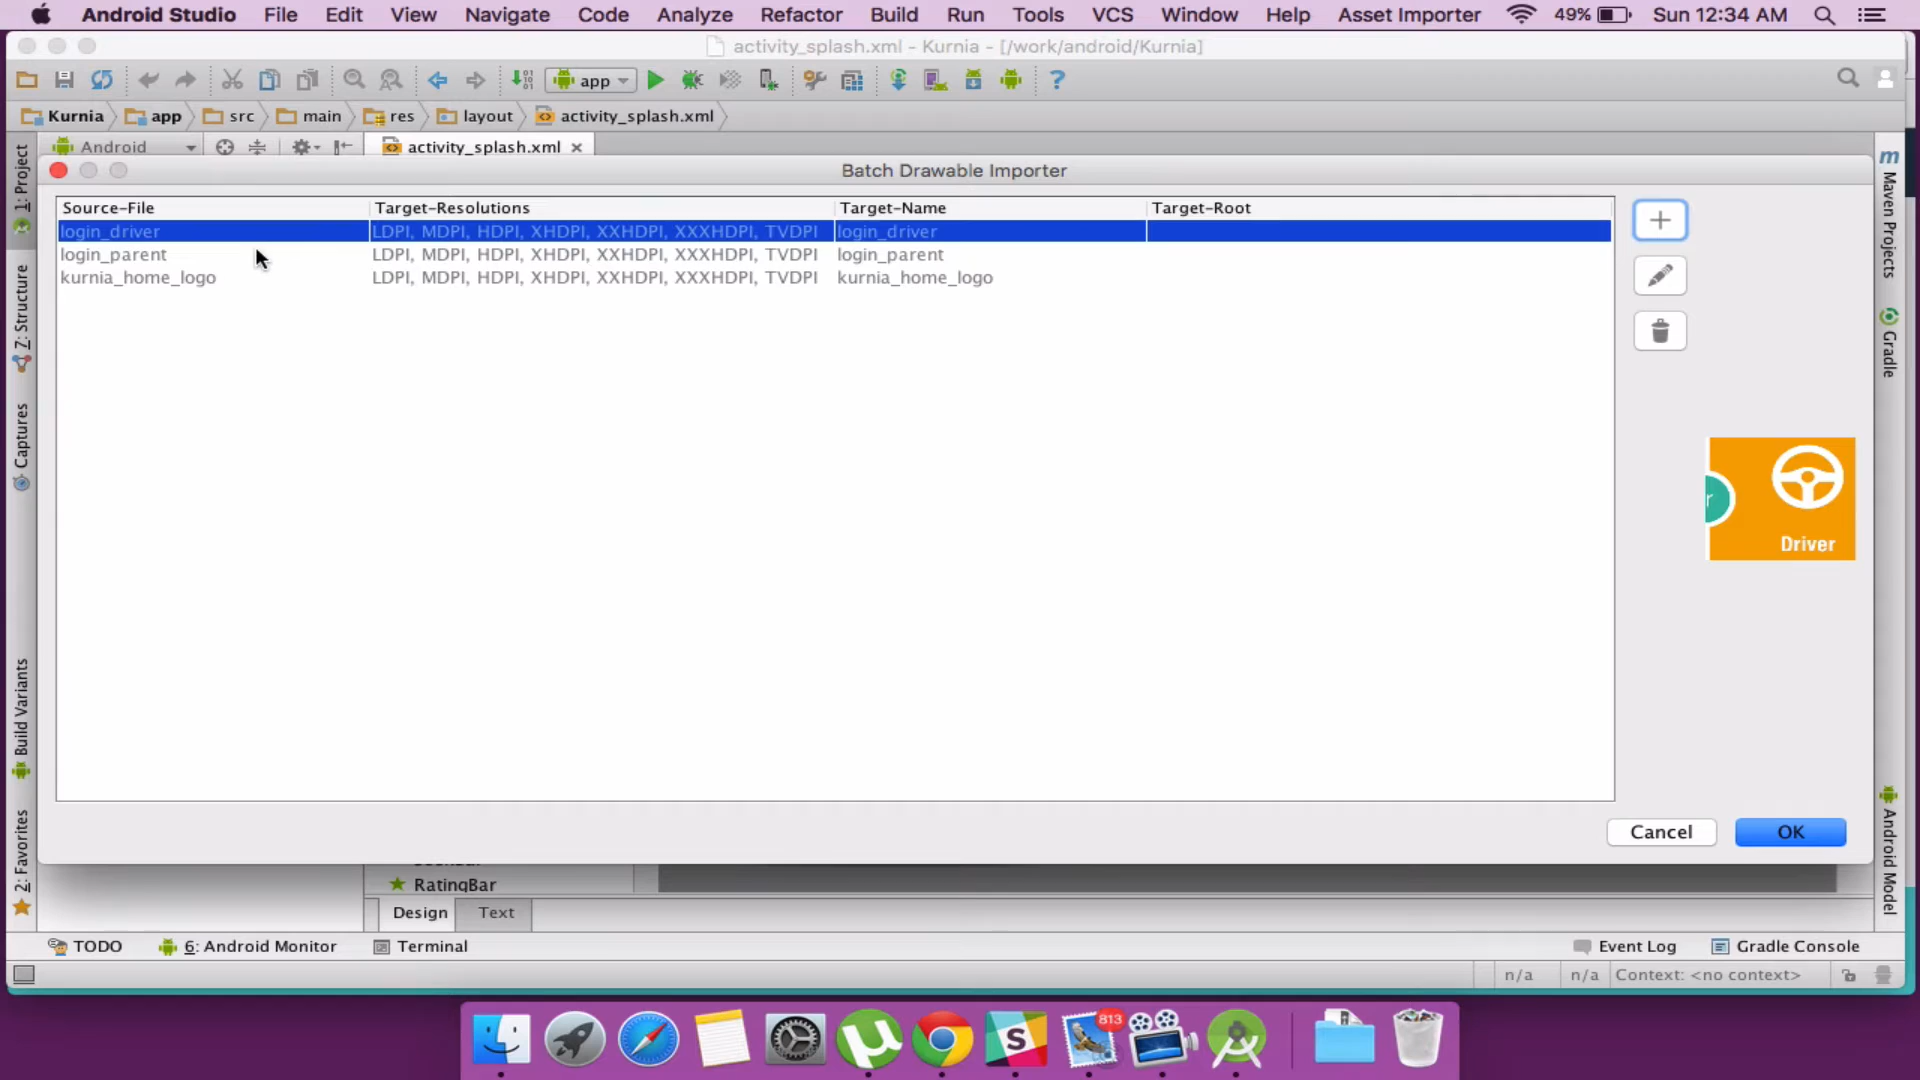 Android Studio File Edit View Navigate Code Analyze Refactor Build Run Tools VCS Window Help Asset Importer 49% Sun 12:34 AM
activity_splash.xml - Kurnia - [/work/android/Kurnia]
app
Kurnia app src main res layout activity_splash.xml
Android activity_splash.xml
Batch Drawable Importer
Source-File Target-Resolutions Target-Name Target-Root
login_driver LDPI, MDPI, HDPI, XHDPI, XXHDPI, XXXHDPI, TVDPI login_driver
login_parent LDPI, MDPI, HDPI, XHDPI, XXHDPI, XXXHDPI, TVDPI login_parent
kurnia_home_logo LDPI, MDPI, HDPI, XHDPI, XXHDPI, XXXHDPI, TVDPI kurnia_home_logo
1: Project
Z: Structure
Captures
Build Variants
2: Favorites
m
Maven Projects
Gradle
Android Model
r
Driver
Cancel OK
RatingBar
Design Text
TODO 6: Android Monitor Terminal Event Log Gradle Console
n/a n/a Context: <no context>
813
S